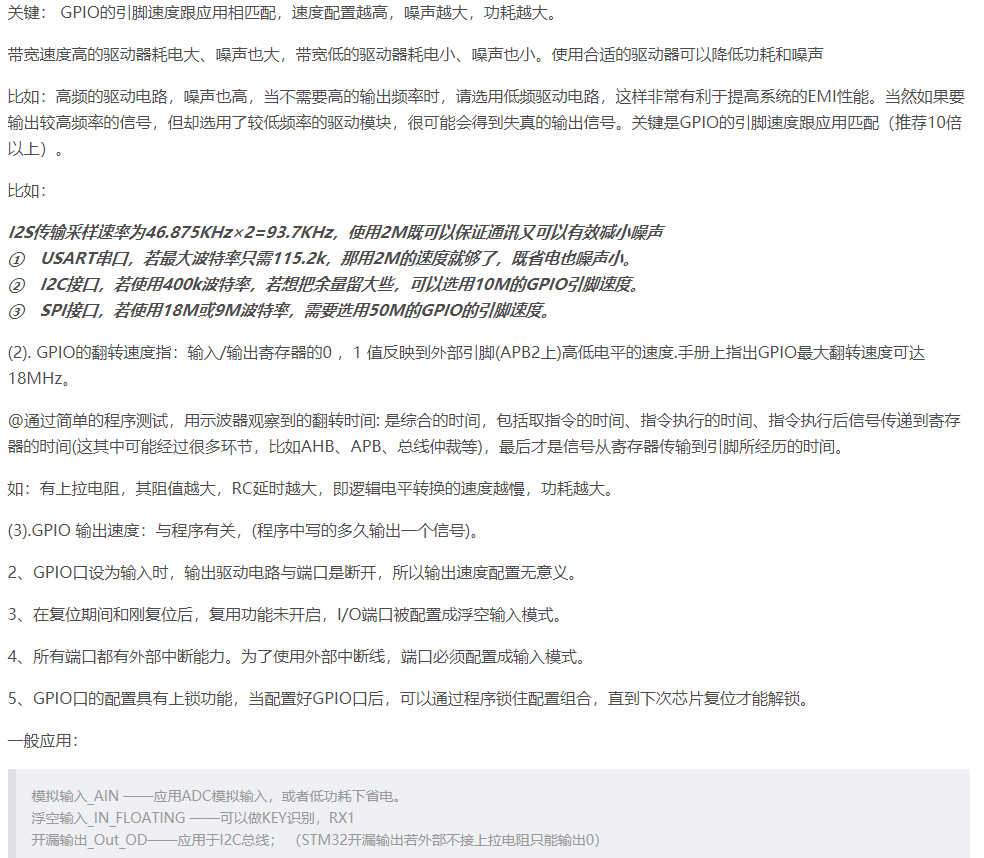 关键： GPIO的引脚速度跟应用相匹配，速度配置越高，噪声越大，功耗越大。
带宽速度高的驱动器耗电大、噪声也大，带宽低的驱动器耗电小、噪声也小。使用合适的驱动器可以降低功耗和噪声
比如：高频的驱动电路，噪声也高，当不需要高的输出频率时，请选用低频驱动电路，这样非常有利于提高系统的EMI性能。当然如果要
输出较高频率的信号，但却选用了较低频率的驱动模块，很可能会得到失真的输出信号。关键是GPIO的引脚速度跟应用匹配（推荐10倍
以上）。
比如：
I2S传输采样速率为46.875KHz×2=93.7KHz，使用2M既可以保证通讯又可以有效减小噪声
① USART串口，若最大波特率只需115.2k，那用2M的速度就够了，既省电也噪声小。
② I2C接口，若使用400k波特率，若想把余量留大些，可以选用10M的GPIO引脚速度。
③ SPI接口，若使用18M或9M波特率，需要选用50M的GPIO的引脚速度。
(2). GPIO的翻转速度指：输入/输出寄存器的0 ，1 值反映到外部引脚(APB2上)高低电平的速度.手册上指出GPIO最大翻转速度可达
18MHz。
@通过简单的程序测试，用示波器观察到的翻转时间: 是综合的时间，包括取指令的时间、指令执行的时间、指令执行后信号传递到寄存
器的时间(这其中可能经过很多环节，比如AHB、APB、总线仲裁等)，最后才是信号从寄存器传输到引脚所经历的时间。
如：有上拉电阻，其阻值越大，RC延时越大，即逻辑电平转换的速度越慢，功耗越大。
(3).GPIO 输出速度：与程序有关，(程序中写的多久输出一个信号)。
2、GPIO口设为输入时，输出驱动电路与端口是断开，所以输出速度配置无意义。
3、在复位期间和刚复位后，复用功能未开启，I/O端口被配置成浮空输入模式。
4、所有端口都有外部中断能力。为了使用外部中断线，端口必须配置成输入模式。
5、GPIO口的配置具有上锁功能，当配置好GPIO口后，可以通过程序锁住配置组合，直到下次芯片复位才能解锁。
一般应用：
模拟输入_AIN ——应用ADC模拟输入，或者低功耗下省电。
浮空输入_IN_FLOATING ——可以做KEY识别，RX1
开漏输出_Out_OD——应用于I2C总线； （STM32开漏输出若外部不接上拉电阻只能输出0）